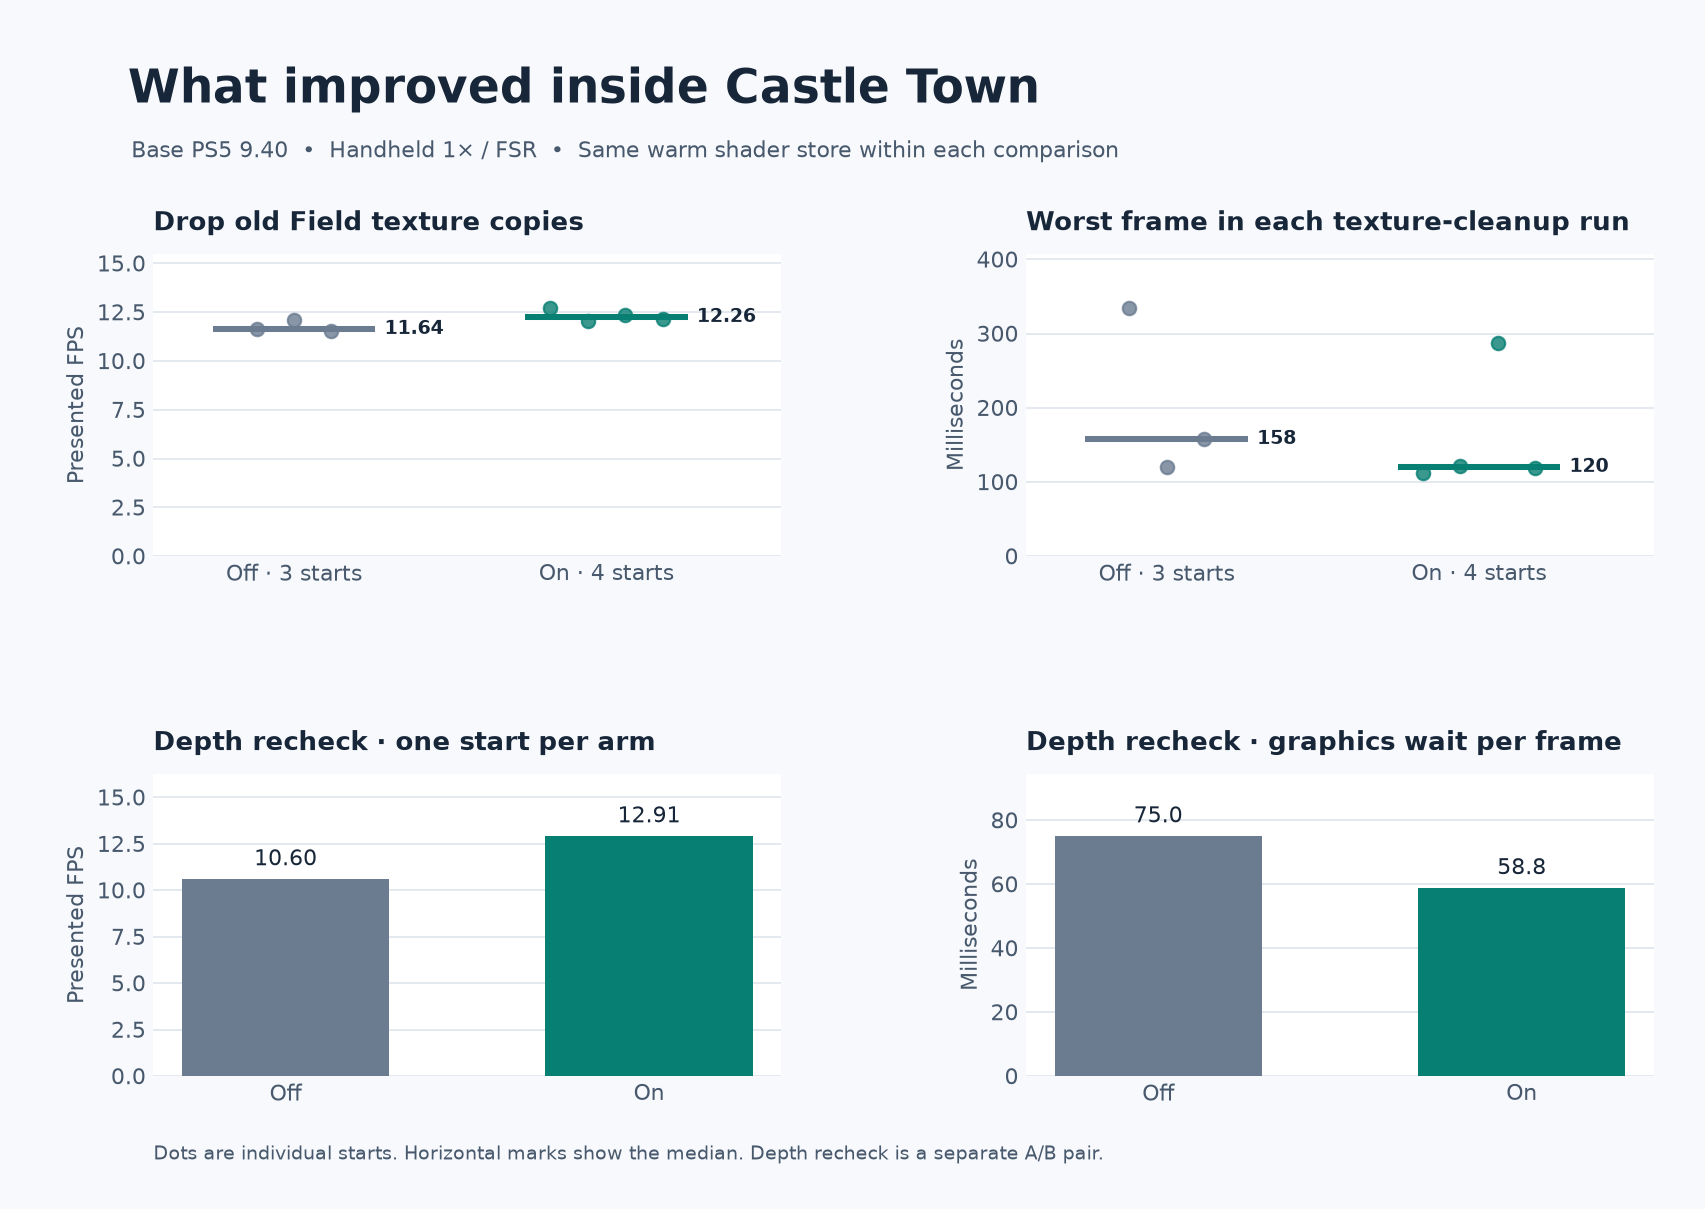 What improved inside Castle Town
Base PS5 9.40 • Handheld 1× / FSR • Same warm shader store within each comparison
Drop old Field texture copies
Presented FPS
15.0
12.5
10.0
7.5
5.0
2.5
0.0
11.64
12.26
Off · 3 starts
On · 4 starts
Worst frame in each texture-cleanup run
Milliseconds
400
300
200
100
0
158
120
Off · 3 starts
On · 4 starts
Depth recheck · one start per arm
Presented FPS
15.0
12.5
10.0
7.5
5.0
2.5
0.0
10.60
12.91
Off
On
Depth recheck · graphics wait per frame
Milliseconds
80
60
40
20
0
75.0
58.8
Off
On
Dots are individual starts. Horizontal marks show the median. Depth recheck is a separate A/B pair.